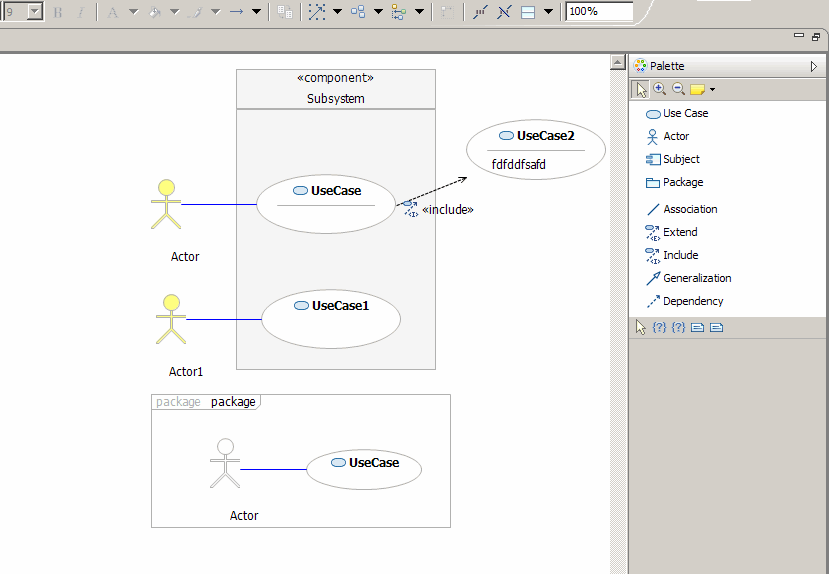 9
B I
A
100%
«component»
Subsystem
UseCase2
fdfddfsafd
UseCase
«include»
Actor
UseCase1
Actor1
package package
UseCase
Actor
Palette
Use Case
Actor
Subject
Package
Association
Extend
Include
Generalization
Dependency
{?} {?}